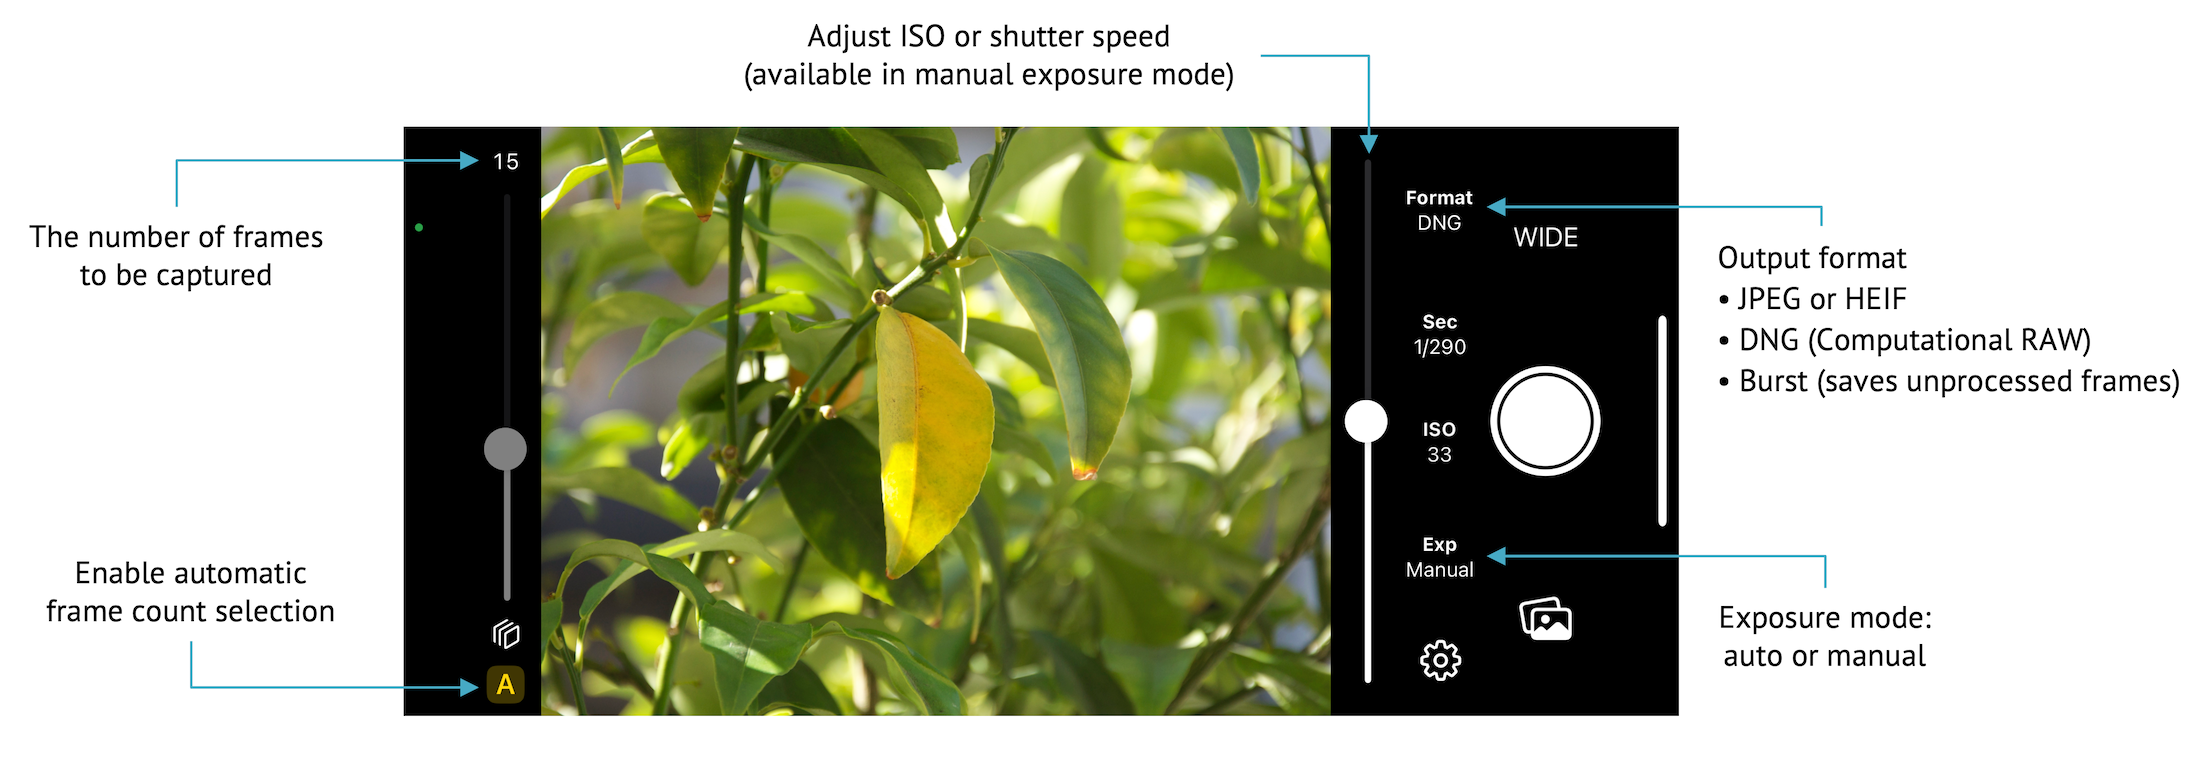 Adjust ISO or shutter speed
(available in manual exposure mode)
15
The number of frames
to be captured
Enable automatic
frame count selection
A
Format
DNG
WIDE
Sec
1/290
ISO
33
Exp
Manual
Output format
• JPEG or HEIF
• DNG (Computational RAW)
• Burst (saves unprocessed frames)
Exposure mode:
auto or manual